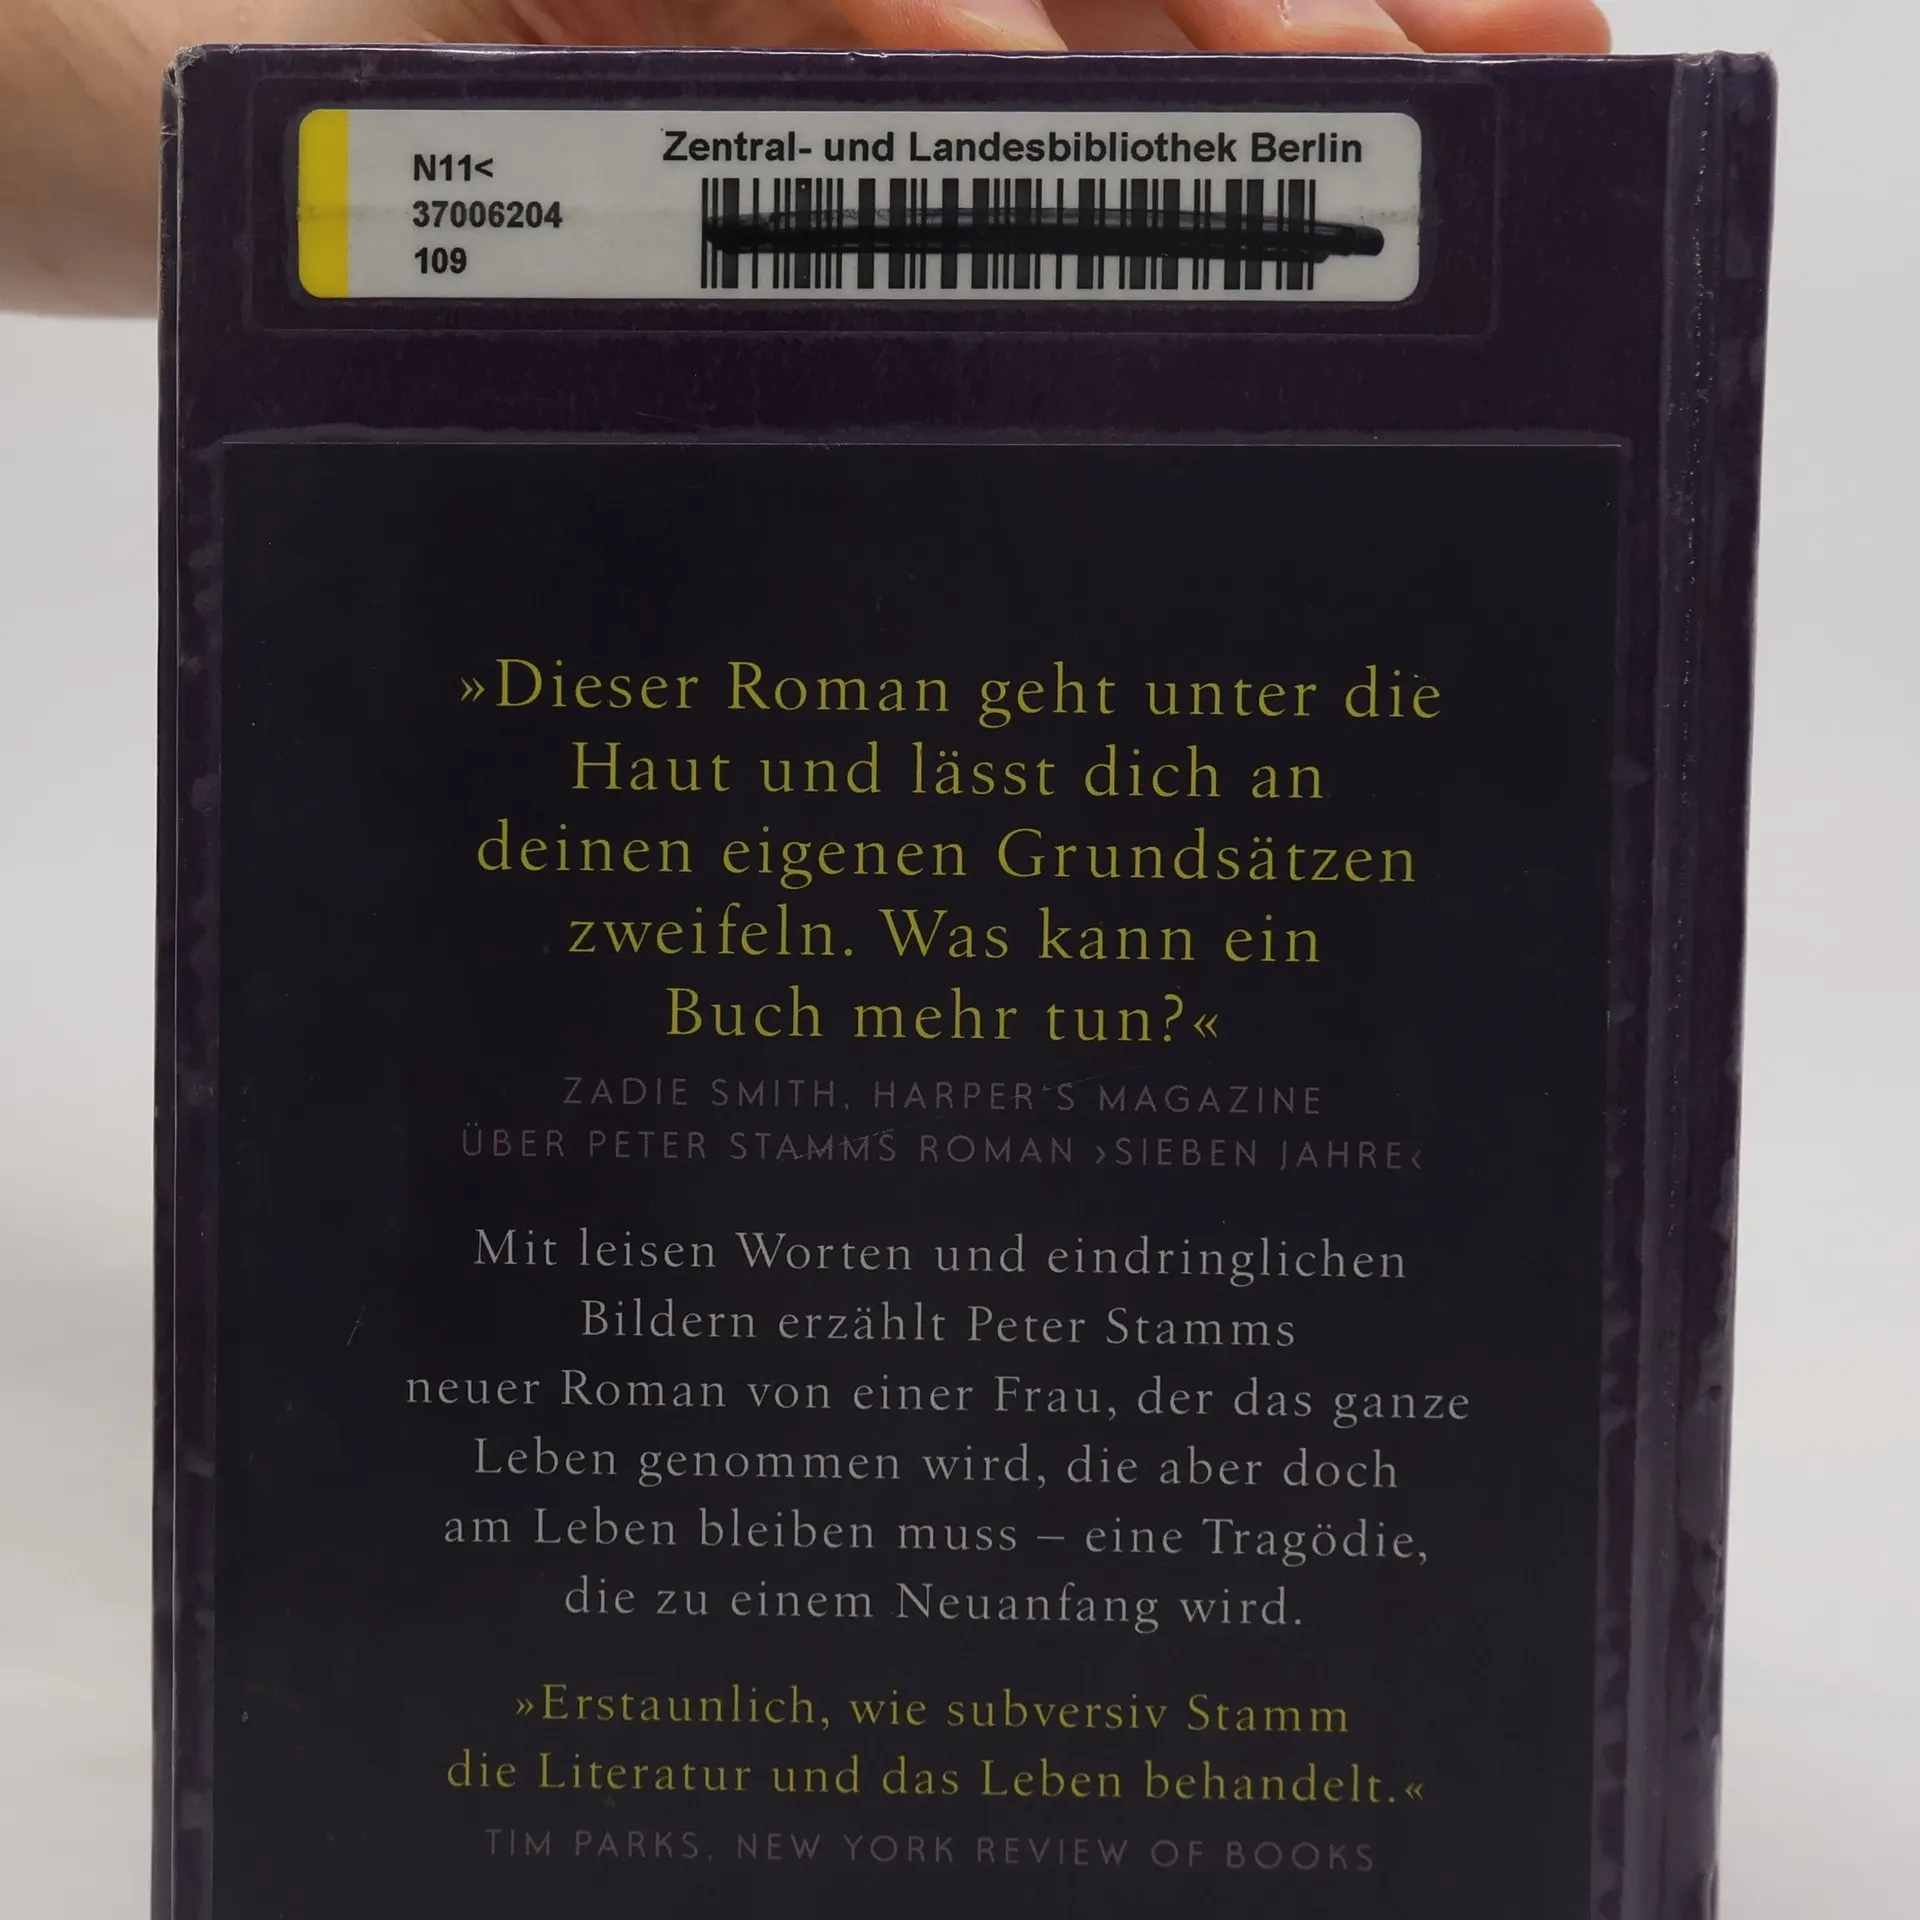 Zentral- und Landesbibliothek Berlin
N11<
37006204
109
»Dieser Roman geht unter die
Haut und lässt dich an
deinen eigenen Grundsätzen
zweifeln. Was kann ein
Buch mehr tun?«
ZADIE SMITH, HARPER'S MAGAZINE
ÜBER PETER STAMMS ROMAN ›SIEBEN JAHRE‹
Mit leisen Worten und eindringlichen
Bildern erzählt Peter Stamms
neuer Roman von einer Frau, der das ganze
Leben genommen wird, die aber doch
am Leben bleiben muss – eine Tragödie,
die zu einem Neuanfang wird.
»Erstaunlich, wie subversiv Stamm
die Literatur und das Leben behandelt.«
TIM PARKS, NEW YORK REVIEW OF BOOKS